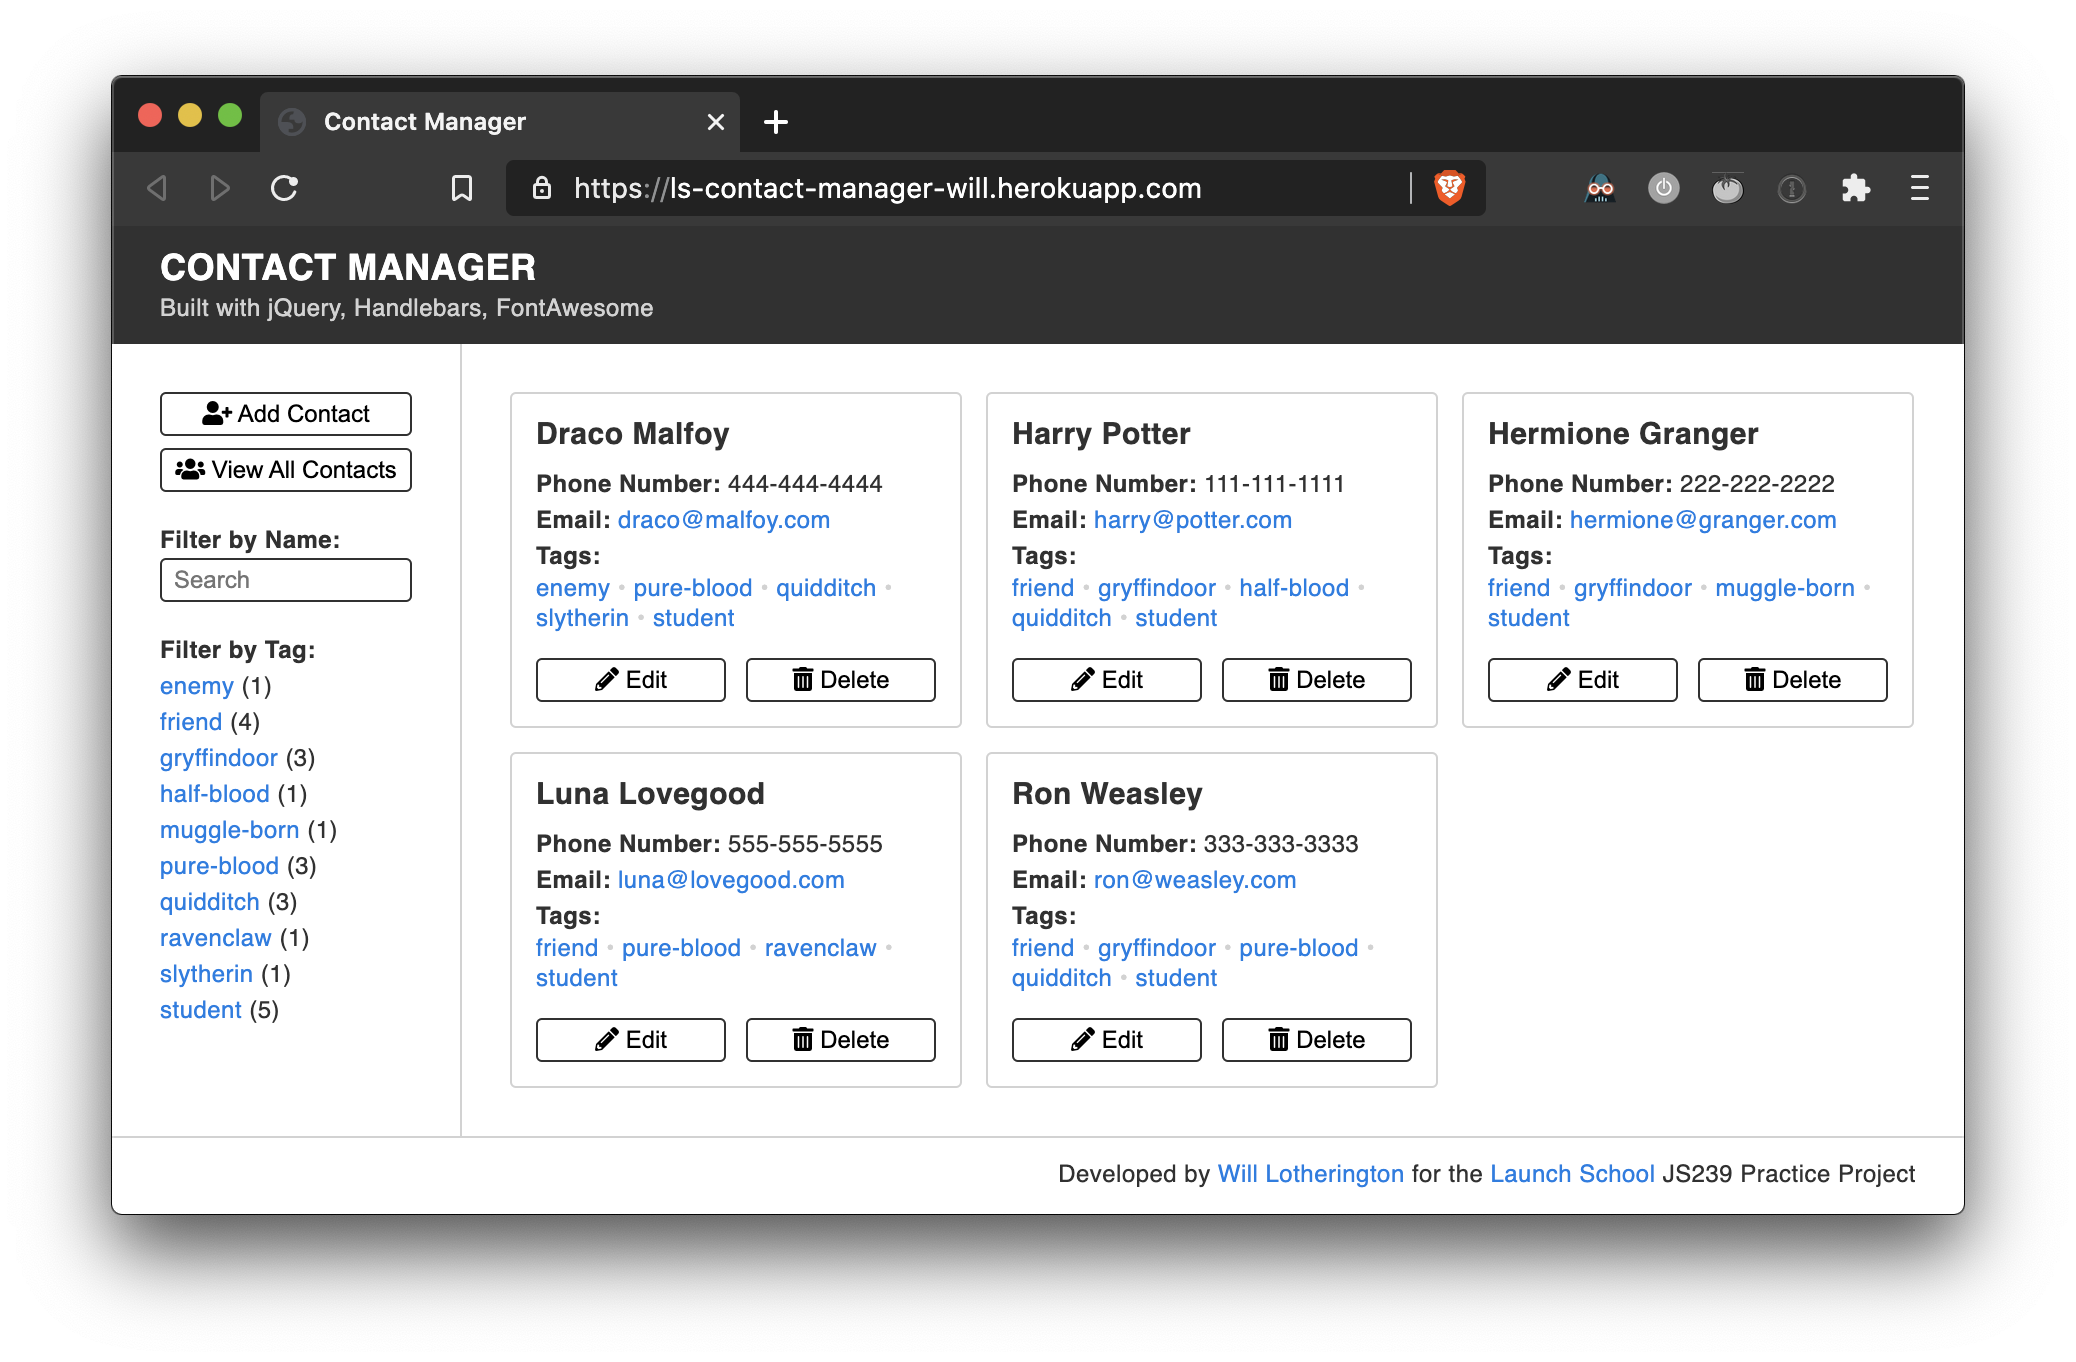 Contact Manager
https://ls-contact-manager-will.herokuapp.com
CONTACT MANAGER
Built with jQuery, Handlebars, FontAwesome
Add Contact
View All Contacts
Filter by Name:
Search
Filter by Tag:
enemy (1)
friend (4)
gryffindoor (3)
half-blood (1)
muggle-born (1)
pure-blood (3)
quidditch (3)
ravenclaw (1)
slytherin (1)
student (5)
Draco Malfoy
Phone Number: 444-444-4444
Email: draco@malfoy.com
Tags:
enemy • pure-blood • quidditch •
slytherin • student
Edit Delete
Harry Potter
Phone Number: 111-111-1111
Email: harry@potter.com
Tags:
friend • gryffindoor • half-blood •
quidditch • student
Edit Delete
Hermione Granger
Phone Number: 222-222-2222
Email: hermione@granger.com
Tags:
friend • gryffindoor • muggle-born •
student
Edit Delete
Luna Lovegood
Phone Number: 555-555-5555
Email: luna@lovegood.com
Tags:
friend • pure-blood • ravenclaw •
student
Edit Delete
Ron Weasley
Phone Number: 333-333-3333
Email: ron@weasley.com
Tags:
friend • gryffindoor • pure-blood •
quidditch • student
Edit Delete
Developed by Will Lotherington for the Launch School JS239 Practice Project